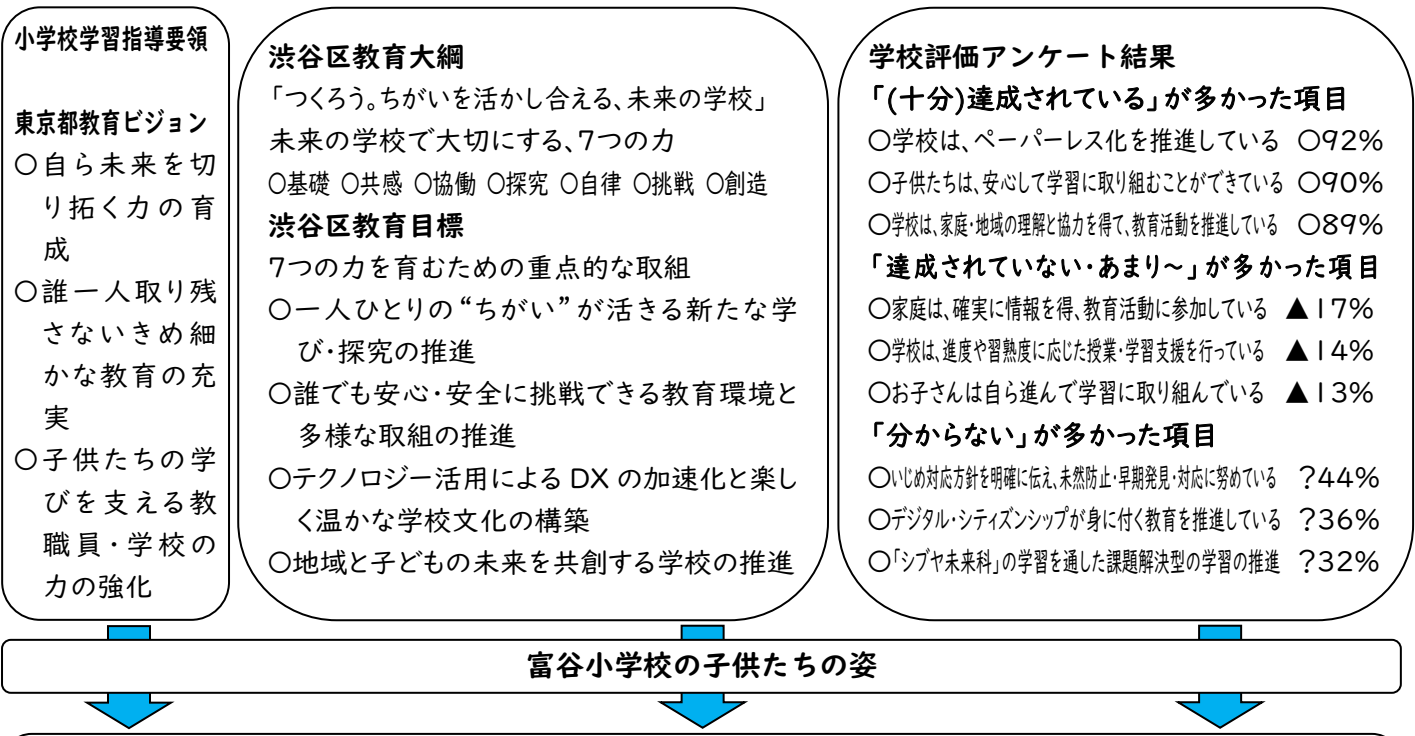 小学校学習指導要領
東京都教育ビジョン
〇自ら未来を切
り拓く力の育
成
〇誰一人取り残
さないきめ細
かな教育の充
実
〇子供たちの学
びを支える教
職員・学校の
力の強化
渋谷区教育大綱
「つくろう。ちがいを活かし合える、未来の学校」
未来の学校で大切にする、7つの力
〇基礎 〇共感 〇協働 〇探究 〇自律 〇挑戦 〇創造
渋谷区教育目標
7つの力を育むための重点的な取組
〇一人ひとりの“ちがい”が活きる新たな学
び・探究の推進
〇誰でも安心・安全に挑戦できる教育環境と
多様な取組の推進
〇テクノロジー活用による DX の加速化と楽し
く温かな学校文化の構築
〇地域と子どもの未来を共創する学校の推進
学校評価アンケート結果
「(十分)達成されている」が多かった項目
〇学校は、ペーパーレス化を推進している 〇92%
〇子供たちは、安心して学習に取り組むことができている 〇90%
〇学校は、家庭・地域の理解と協力を得て、教育活動を推進している 〇89%
「達成されていない・あまり～」が多かった項目
〇家庭は、確実に情報を得、教育活動に参加している ▲17%
〇学校は、進度や習熟度に応じた授業・学習支援を行っている ▲14%
〇お子さんは自ら進んで学習に取り組んでいる ▲13%
「分からない」が多かった項目
〇いじめ対応方針を明確に伝え、未然防止・早期発見・対応に努めている ?44%
〇デジタル・シティズンシップが身に付く教育を推進している ?36%
〇「シブヤ未来科」の学習を通した課題解決型の学習の推進 ?32%
富谷小学校の子供たちの姿